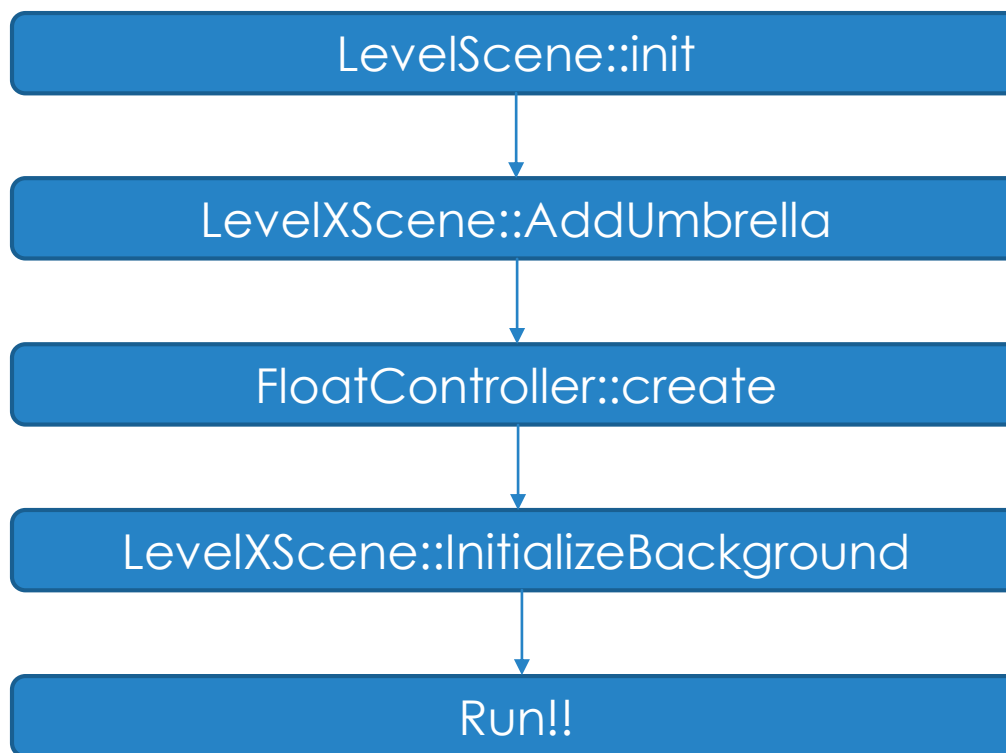 LevelScene::init
LevelXScene::AddUmbrella
FloatController::create
LevelXScene::InitializeBackground
Run!!